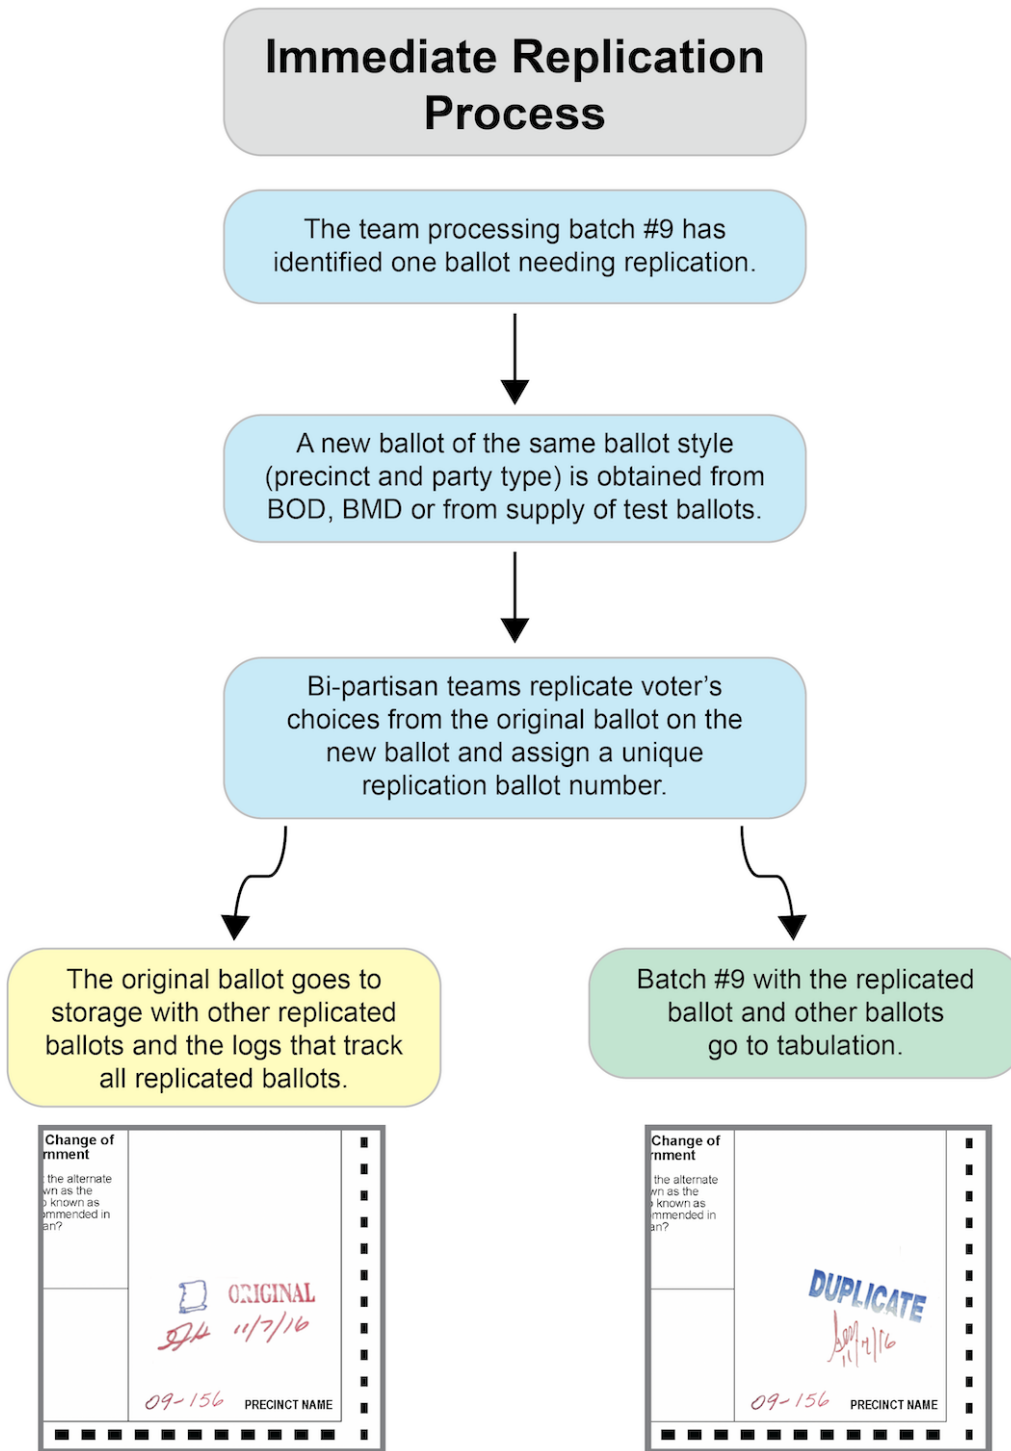 Immediate Replication
Process
The team processing batch #9 has
identified one ballot needing replication.
A new ballot of the same ballot style
(precinct and party type) is obtained from
BOD, BMD or from supply of test ballots.
Bi-partisan teams replicate voter’s
choices from the original ballot on the
new ballot and assign a unique
replication ballot number.
The original ballot goes to
storage with other replicated
ballots and the logs that track
all replicated ballots.
Batch #9 with the replicated
ballot and other ballots
go to tabulation.
Change of
rnment
the alternate
wn as the
o known as
ommended in
an?
ORIGINAL
11/7/16
09-156 PRECINCT NAME
Change of
rnment
the alternate
wn as the
o known as
ommended in
an?
DUPLICATE
09-156 PRECINCT NAME